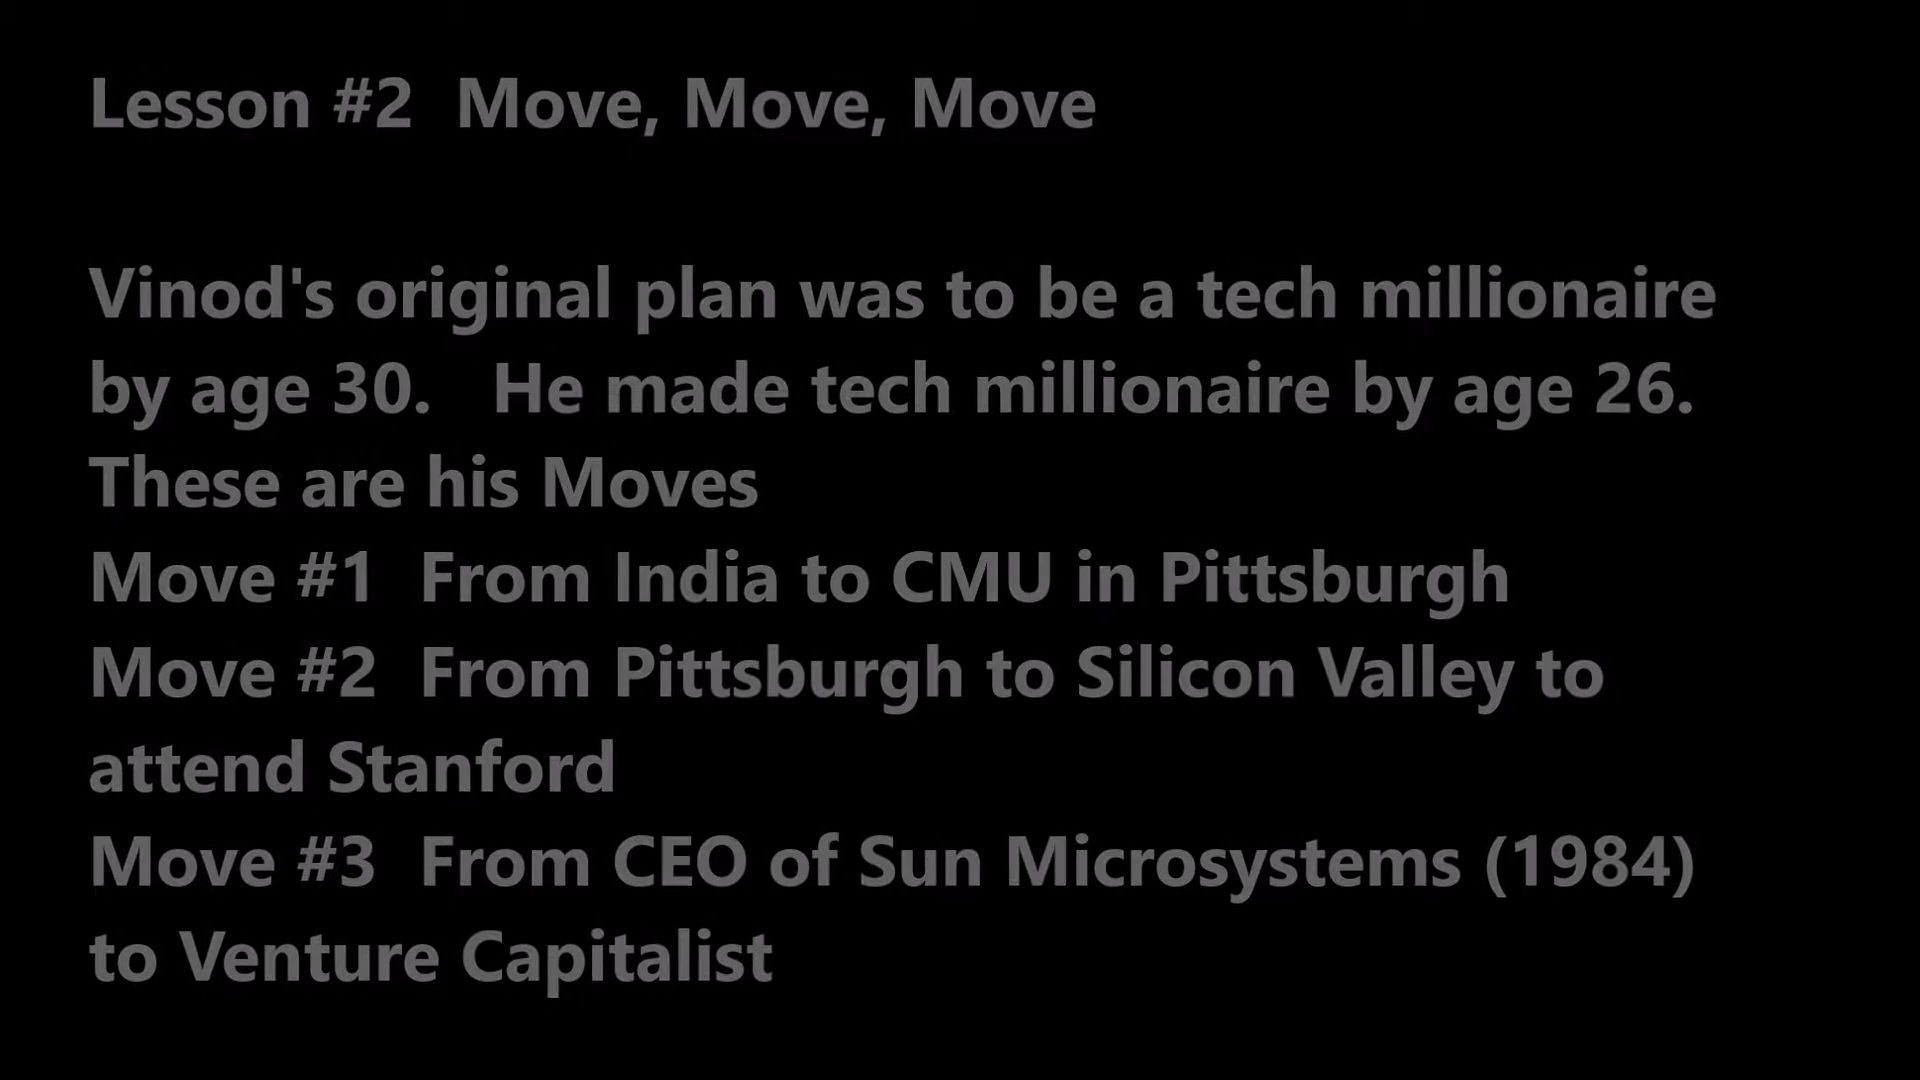 Lesson #2  Move, Move, Move
Vinod's original plan was to be a tech millionaire
by age 30.   He made tech millionaire by age 26.
These are his Moves
Move #1  From India to CMU in Pittsburgh
Move #2  From Pittsburgh to Silicon Valley to
attend Stanford
Move #3  From CEO of Sun Microsystems (1984)
to Venture Capitalist